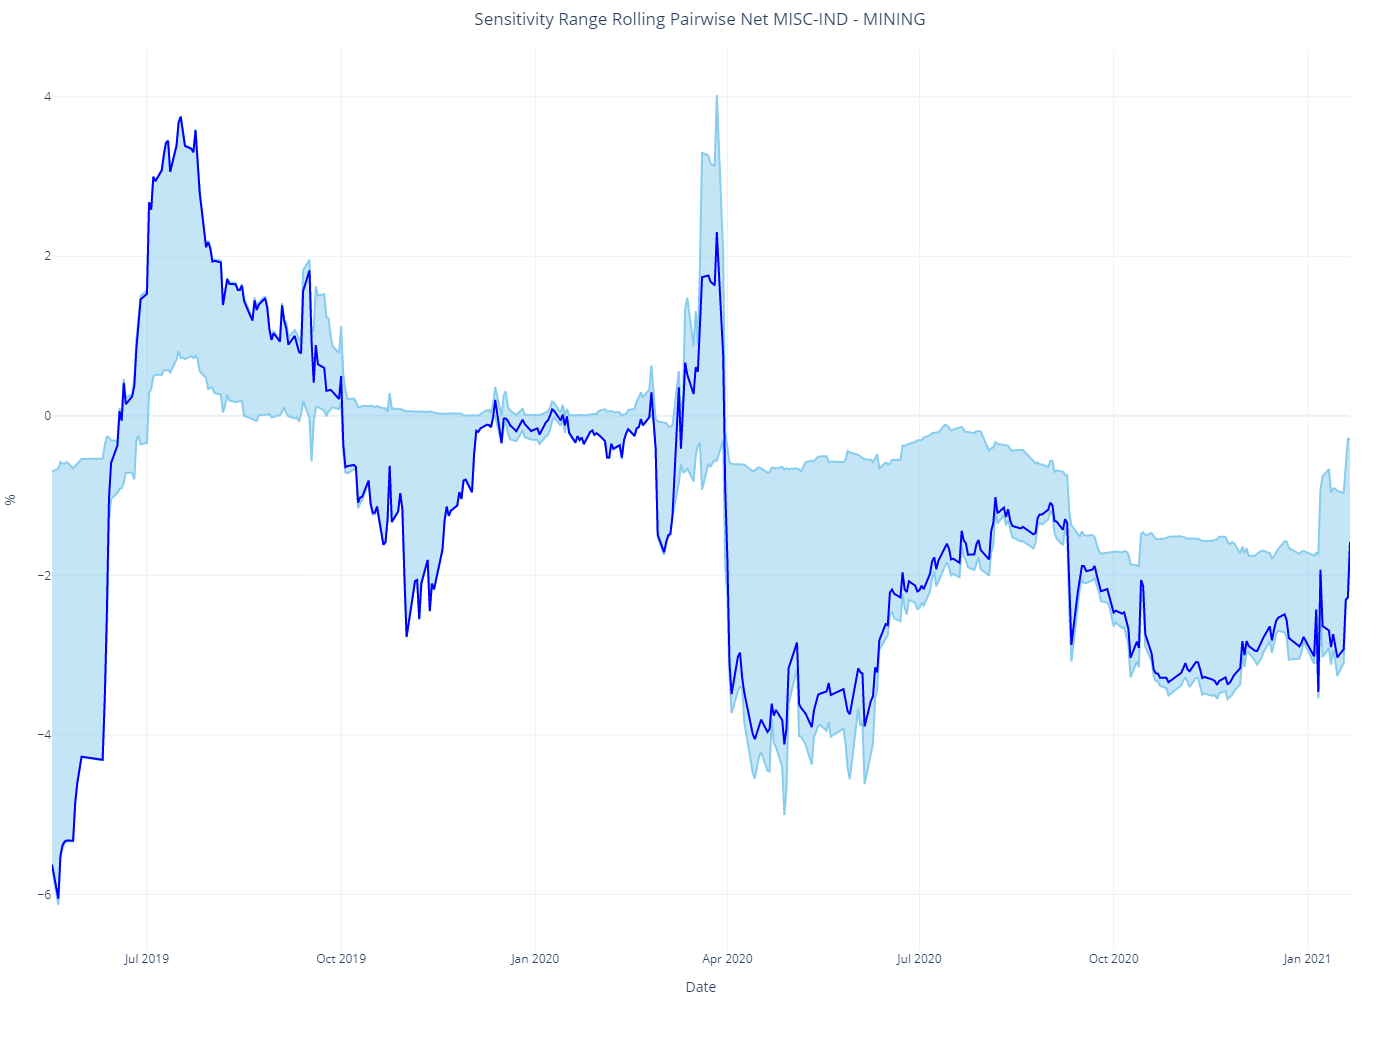 Sensitivity Range Rolling Pairwise Net MISC-IND - MINING
4
2
0
−2
−4
−6
%
Jul 2019 Oct 2019 Jan 2020 Apr 2020 Jul 2020 Oct 2020 Jan 2021
Date